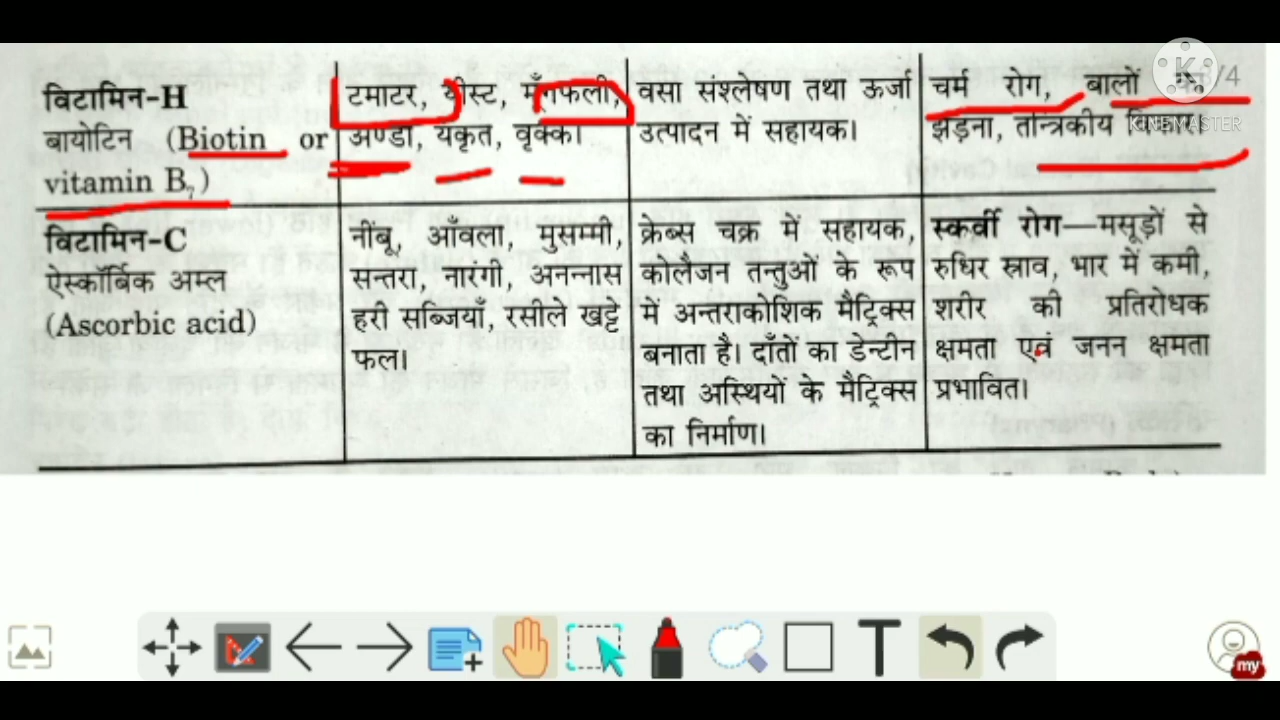 विटामिन-H
बायोटिन (Biotin or
vitamin B₇)
टमाटर, यीस्ट, मूँगफली,
अण्डा, यकृत, वृक्क।
वसा संश्लेषण तथा ऊर्जा
उत्पादन में सहायक।
चर्म रोग, बालों का
झड़ना, तन्त्रिकीय
विटामिन-C
ऐस्कॉर्बिक अम्ल
(Ascorbic acid)
नींबू, आँवला, मुसम्मी,
सन्तरा, नारंगी, अनन्नास
हरी सब्जियाँ, रसीले खट्टे
फल।
क्रेब्स चक्र में सहायक,
कोलैजन तन्तुओं के रूप
में अन्तराकोशिक मैट्रिक्स
बनाता है। दाँतों का डेन्टीन
तथा अस्थियों के मैट्रिक्स
का निर्माण।
स्कर्वी रोग—मसूड़ों से
रुधिर स्राव, भार में कमी,
शरीर की प्रतिरोधक
क्षमता एवं जनन क्षमता
प्रभावित।
/4
KINEMASTER
T
my